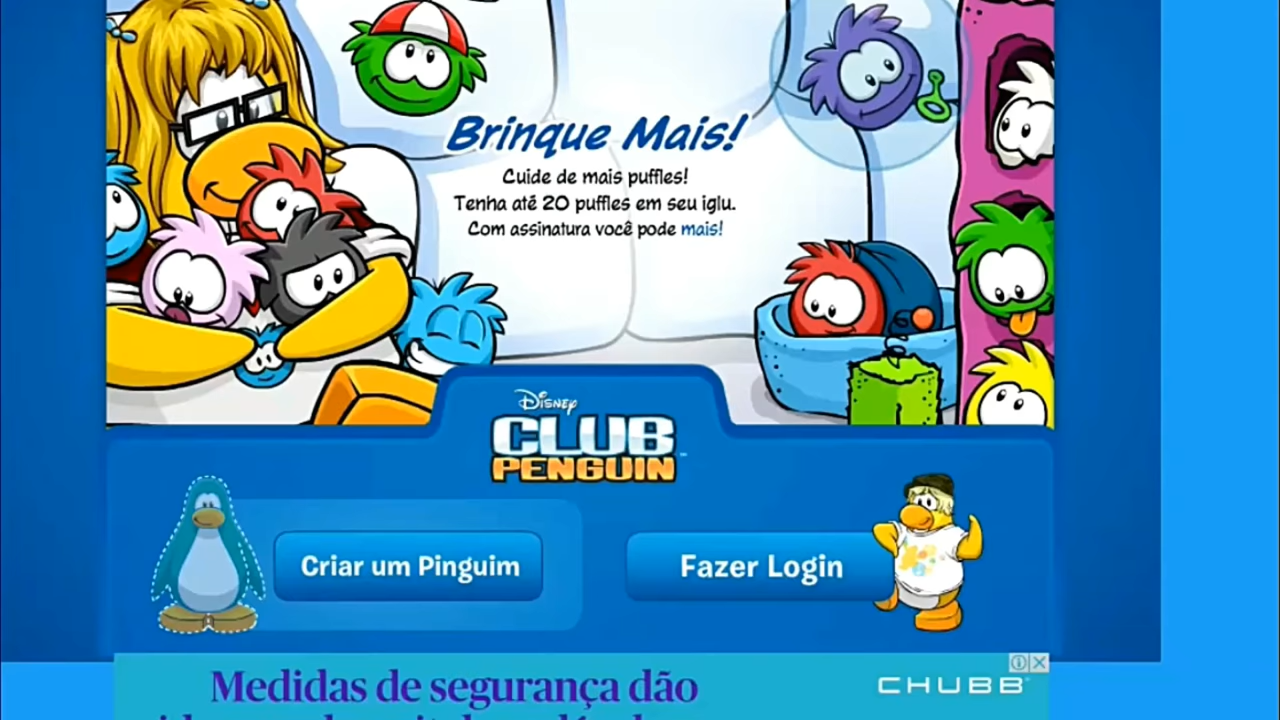 Brinque Mais!
Cuide de mais puffles!
Tenha até 20 puffles em seu iglu.
Com assinatura você pode mais!
Disney
CLUB
PENGUIN
Criar um Pinguim
Fazer Login
Medidas de segurança dão
CHUBB